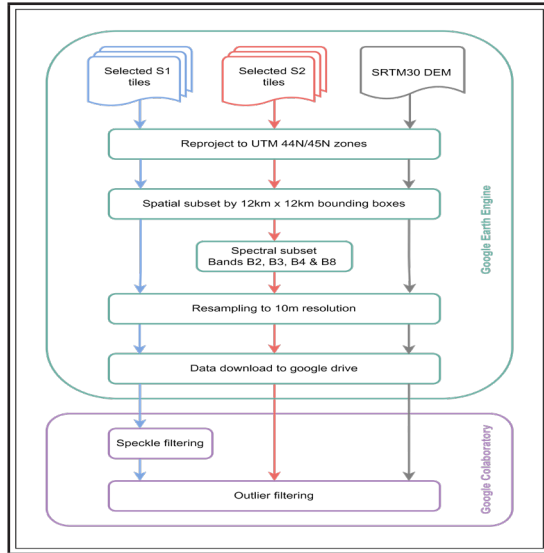 Selected S1
tiles
Selected S2
tiles
SRTM30 DEM
Reproject to UTM 44N/45N zones
Spatial subset by 12km x 12km bounding boxes
Spectral subset
Bands B2, B3, B4 & B8
Resampling to 10m resolution
Data download to google drive
Google Earth Engine
Speckle filtering
Outlier filtering
Google Colaboratory